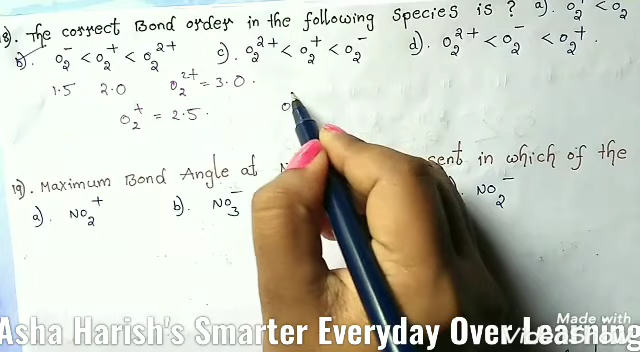 8). The correct Bond order in the following species is ? a). O₂⁻ < O₂
b). O₂⁻ < O₂⁺ < O₂²⁺ c). O₂²⁺ < O₂⁺ < O₂⁻ d). O₂²⁺ < O₂⁻ < O₂⁺.
1.5 2.0 O₂²⁺ = 3.0.
O₂⁺ = 2.5.
19). Maximum Bond Angle at sent in which of the
a). NO₂⁺ b). NO₃⁻ NO₂⁻
Made with
VideoShow
Asha Harish's Smarter Everyday Over Learning